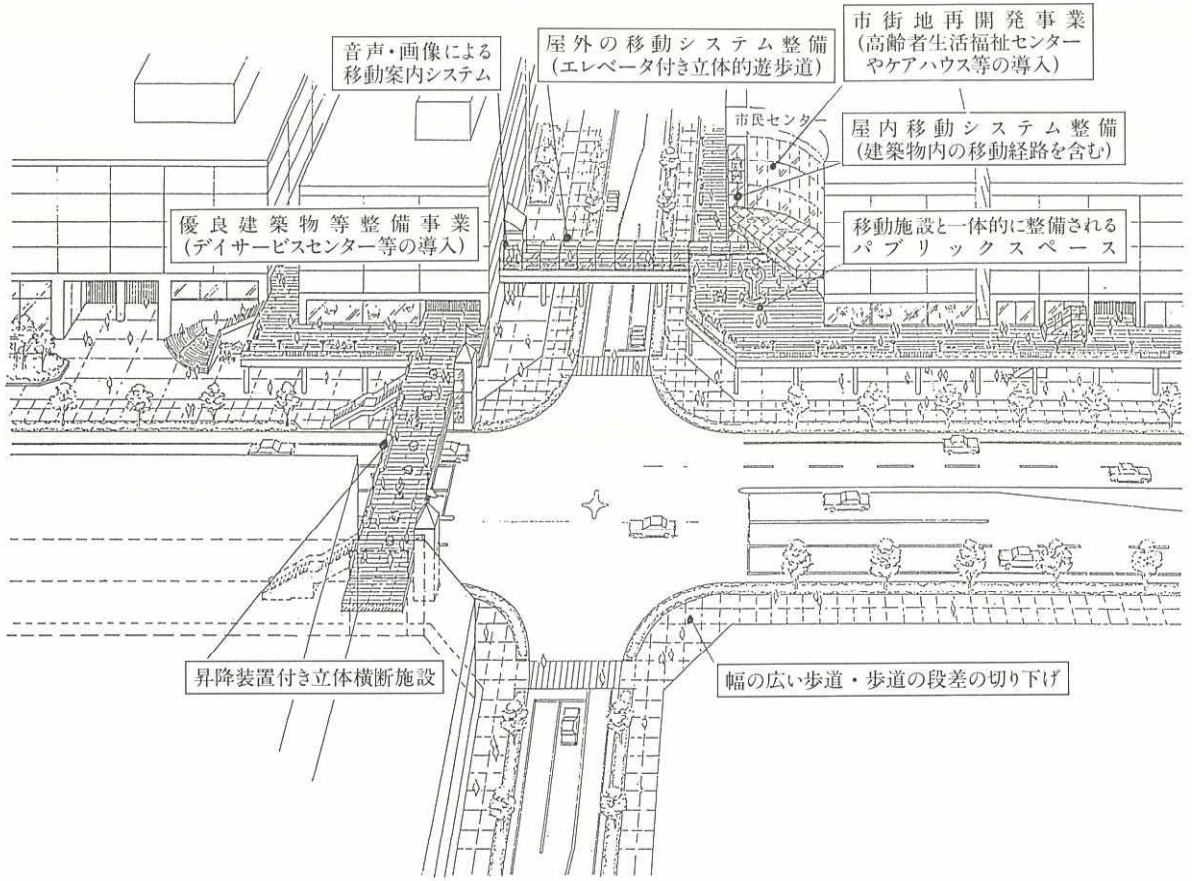 音声・画像による
移動案内システム
屋外の移動システム整備
(エレベータ付き立体的遊歩道)
市街地再開発事業
(高齢者生活福祉センター
やケアハウス等の導入)
市民センター
屋内移動システム整備
(建築物内の移動経路を含む)
優良建築物等整備事業
(デイサービスセンター等の導入)
移動施設と一体的に整備される
パブリックスペース
昇降装置付き立体横断施設
幅の広い歩道・歩道の段差の切り下げ